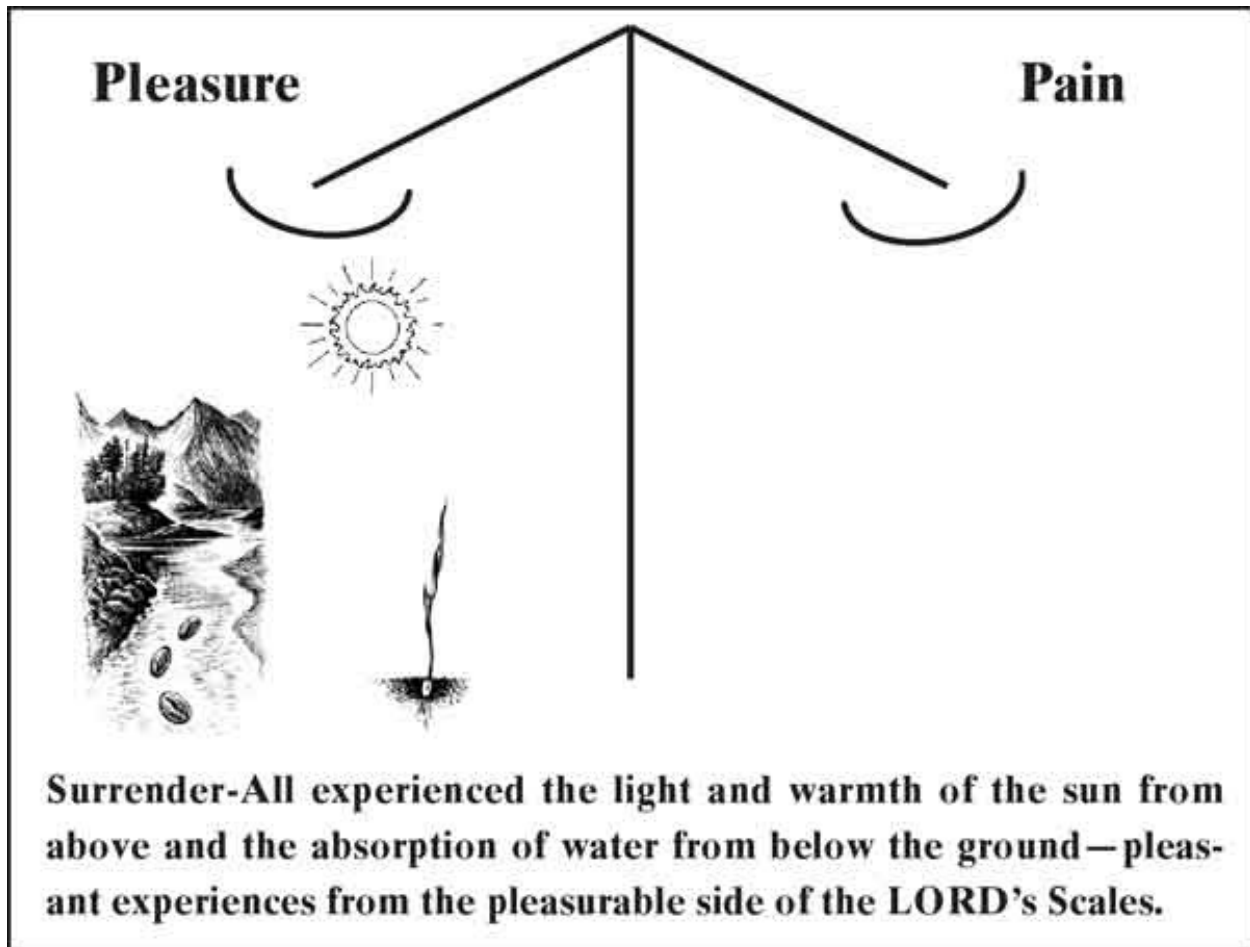 Pleasure
Pain
Surrender-All experienced the light and warmth of the sun from
above and the absorption of water from below the ground—pleas-
ant experiences from the pleasurable side of the LORD's Scales.